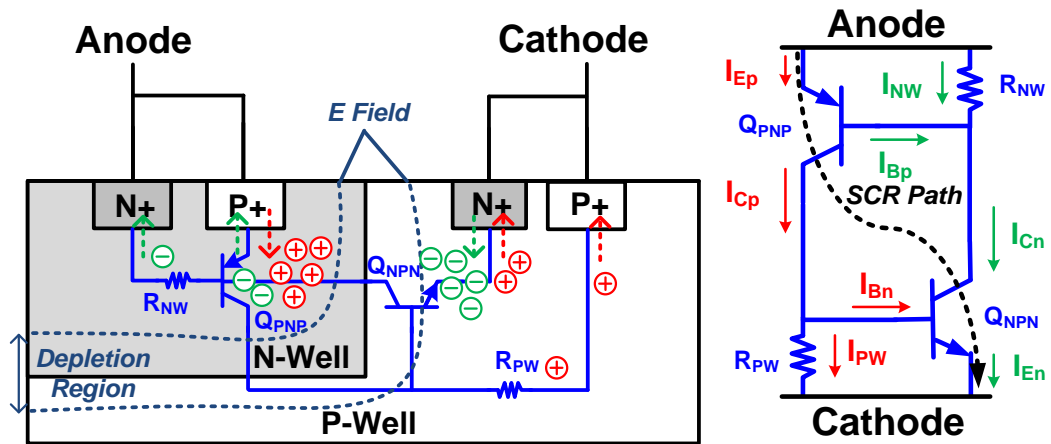 Anode
Cathode
E Field
N+
P+
N+
P+
R_NW
Q_PNP
Q_NPN
Depletion
Region
N-Well
R_PW
P-Well
Anode
I_Ep
I_NW
R_NW
Q_PNP
I_Bp
SCR Path
I_Cp
I_Cn
I_Bn
Q_NPN
R_PW
I_PW
I_En
Cathode